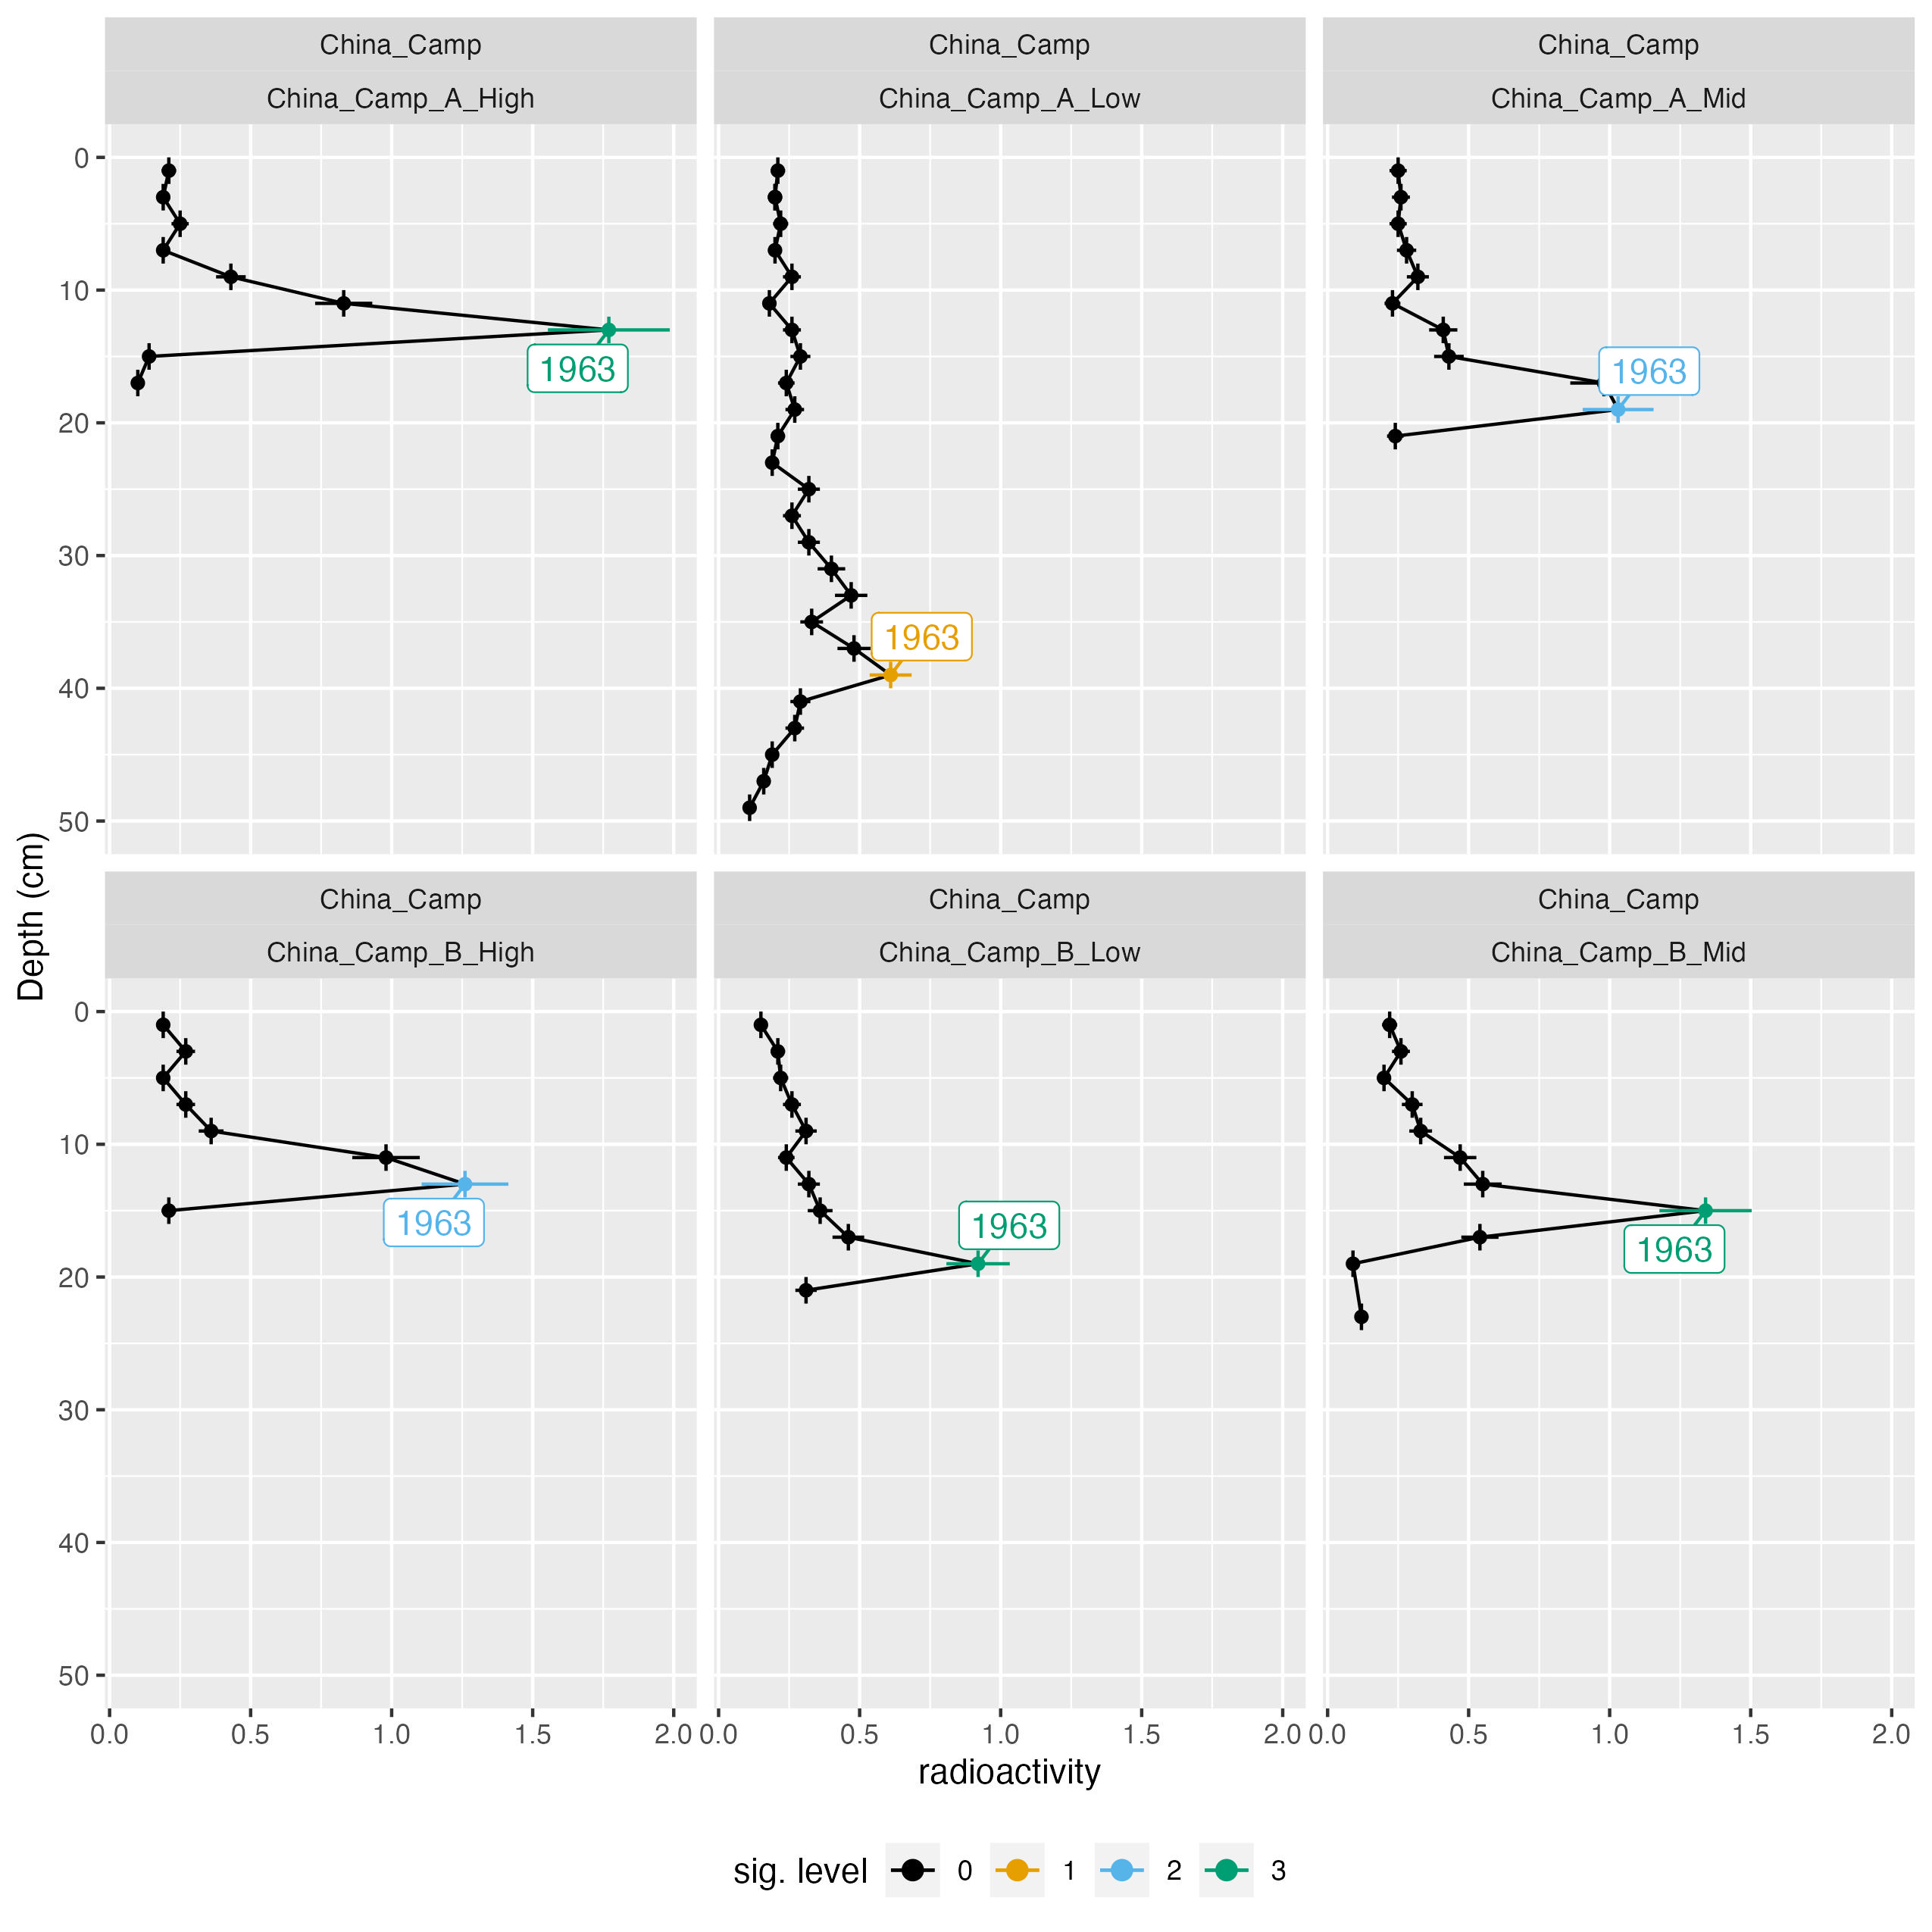 China_Camp China_Camp China_Camp
China_Camp_A_High China_Camp_A_Low China_Camp_A_Mid
0
10
1963 1963
20
30
1963
40
50
Depth (cm)
China_Camp China_Camp China_Camp
China_Camp_B_High China_Camp_B_Low China_Camp_B_Mid
0
10
1963 1963 1963
20
30
40
50
0.0 0.5 1.0 1.5 2.0 0.0 0.5 1.0 1.5 2.0 0.0 0.5 1.0 1.5 2.0
radioactivity
sig. level 0 1 2 3